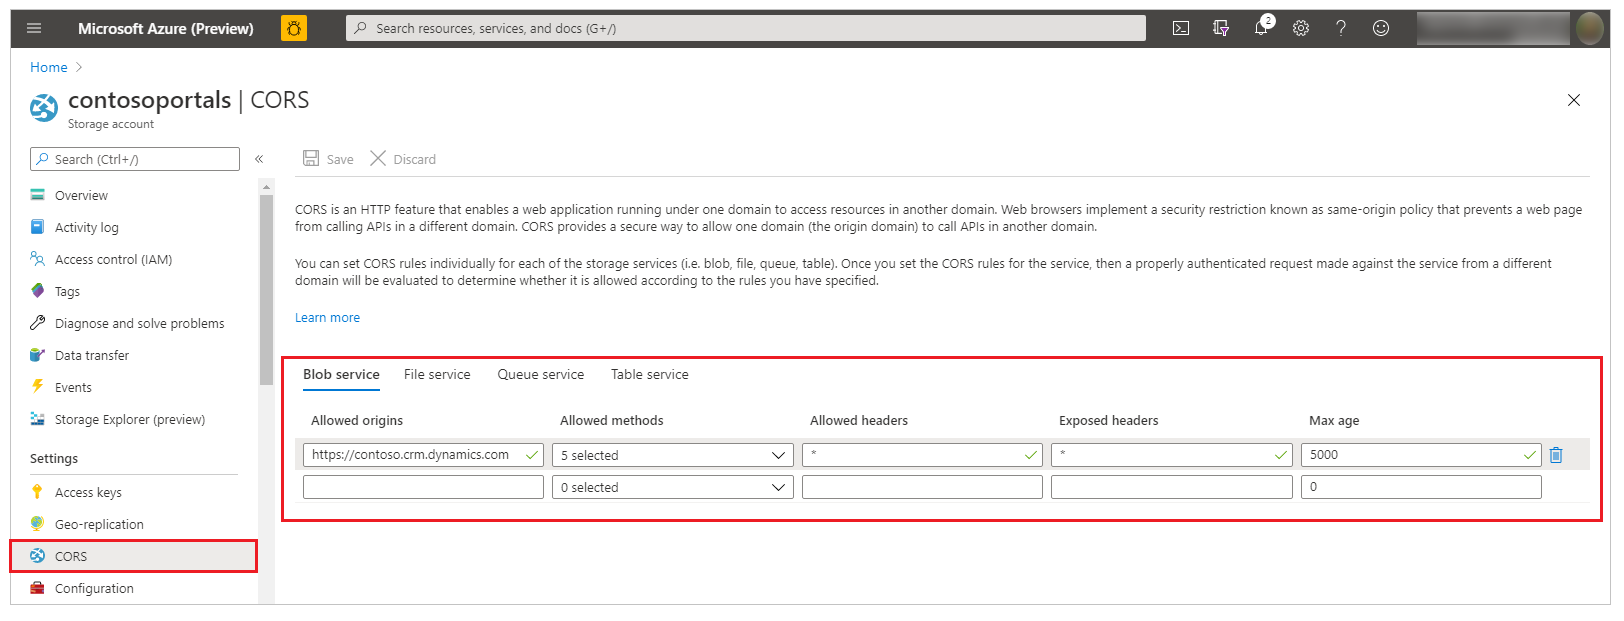 Microsoft Azure (Preview)
Search resources, services, and docs (G+/)
2
Home
contosoportals | CORS
Storage account
Search (Ctrl+/)
«
Save
Discard
Overview
Activity log
Access control (IAM)
Tags
Diagnose and solve problems
Data transfer
Events
Storage Explorer (preview)
Settings
Access keys
Geo-replication
CORS
Configuration
CORS is an HTTP feature that enables a web application running under one domain to access resources in another domain. Web browsers implement a security restriction known as same-origin policy that prevents a web page
from calling APIs in a different domain. CORS provides a secure way to allow one domain (the origin domain) to call APIs in another domain.
You can set CORS rules individually for each of the storage services (i.e. blob, file, queue, table). Once you set the CORS rules for the service, then a properly authenticated request made against the service from a different
domain will be evaluated to determine whether it is allowed according to the rules you have specified.
Learn more
Blob service File service Queue service Table service
Allowed origins Allowed methods Allowed headers Exposed headers Max age
https://contoso.crm.dynamics.com 5 selected * * 5000
0 selected 0